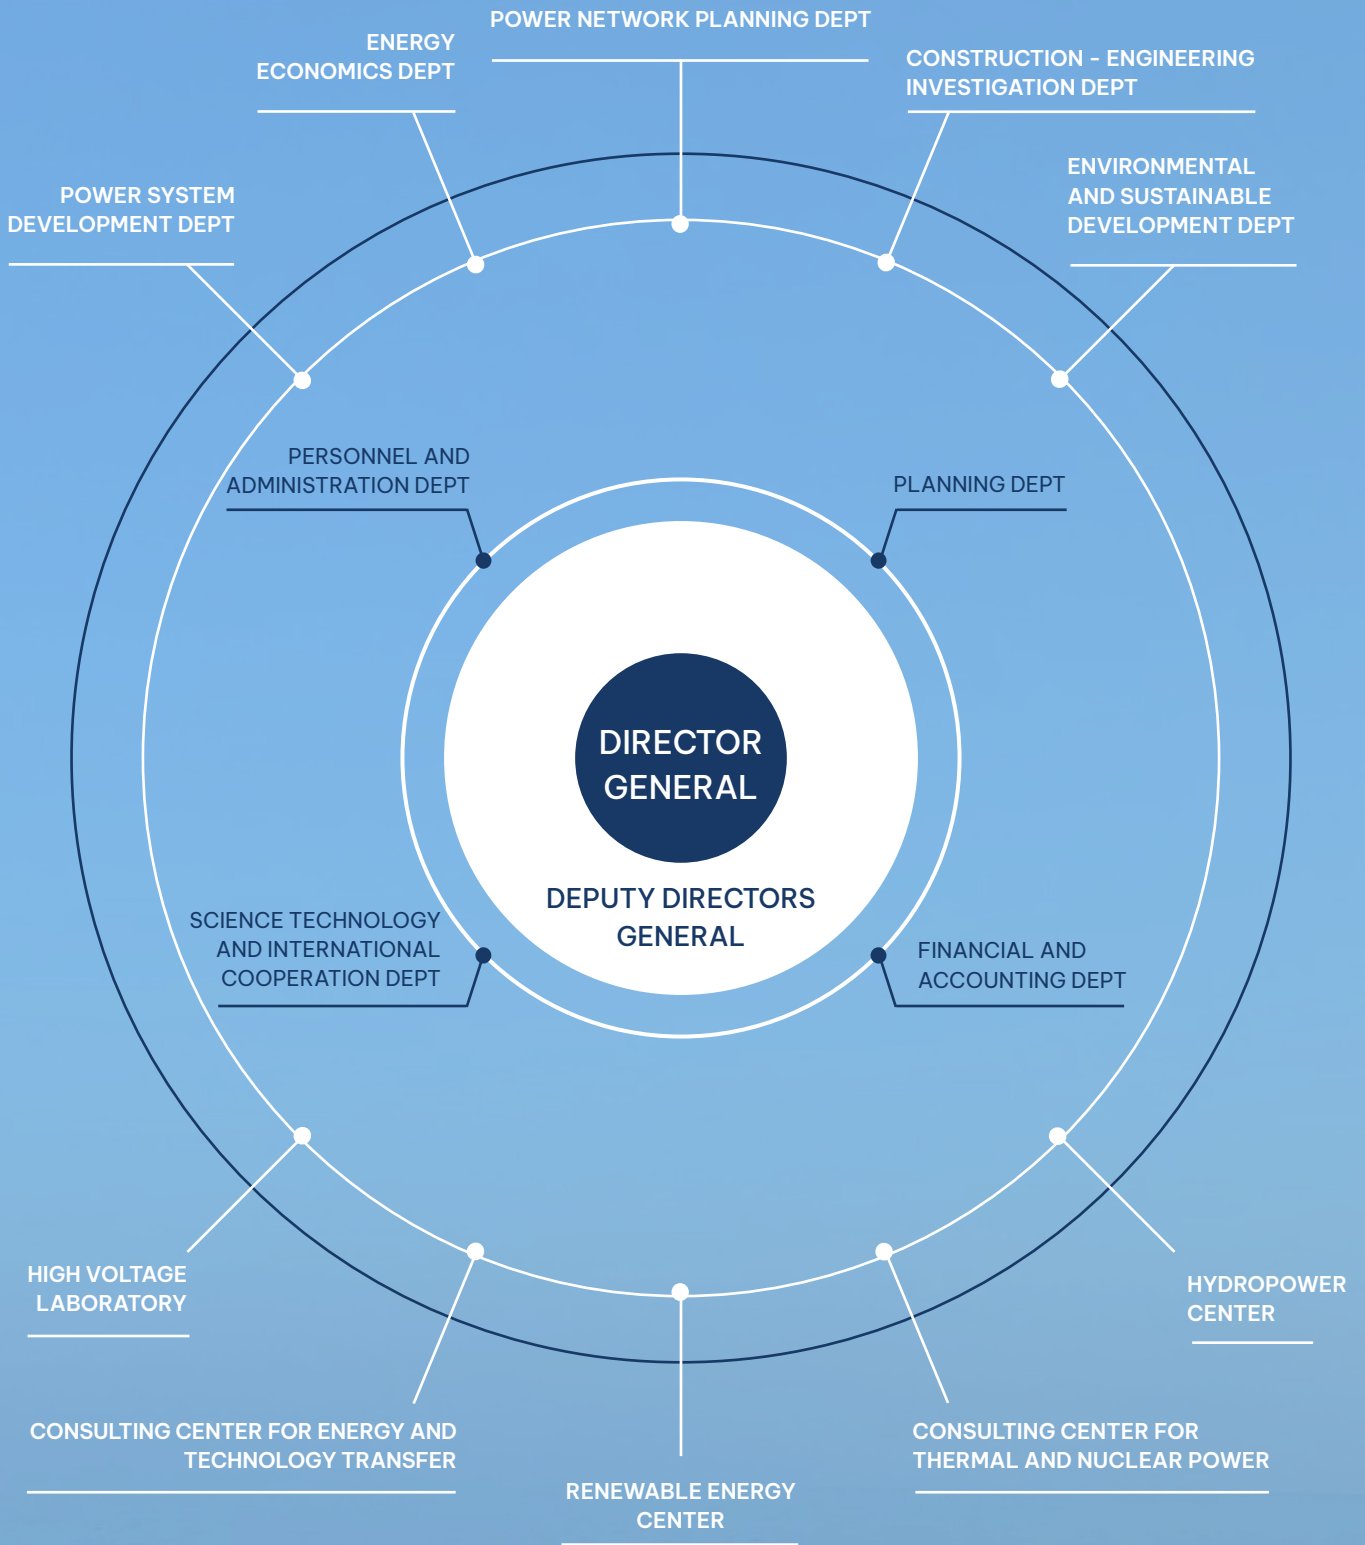 POWER NETWORK PLANNING DEPT
ENERGY
ECONOMICS DEPT
CONSTRUCTION - ENGINEERING
INVESTIGATION DEPT
ENVIRONMENTAL
AND SUSTAINABLE
DEVELOPMENT DEPT
POWER SYSTEM
DEVELOPMENT DEPT
PERSONNEL AND
ADMINISTRATION DEPT
PLANNING DEPT
DIRECTOR
GENERAL
DEPUTY DIRECTORS
GENERAL
SCIENCE TECHNOLOGY
AND INTERNATIONAL
COOPERATION DEPT
FINANCIAL AND
ACCOUNTING DEPT
HIGH VOLTAGE
LABORATORY
HYDROPOWER
CENTER
CONSULTING CENTER FOR ENERGY AND
TECHNOLOGY TRANSFER
CONSULTING CENTER FOR
THERMAL AND NUCLEAR POWER
RENEWABLE ENERGY
CENTER